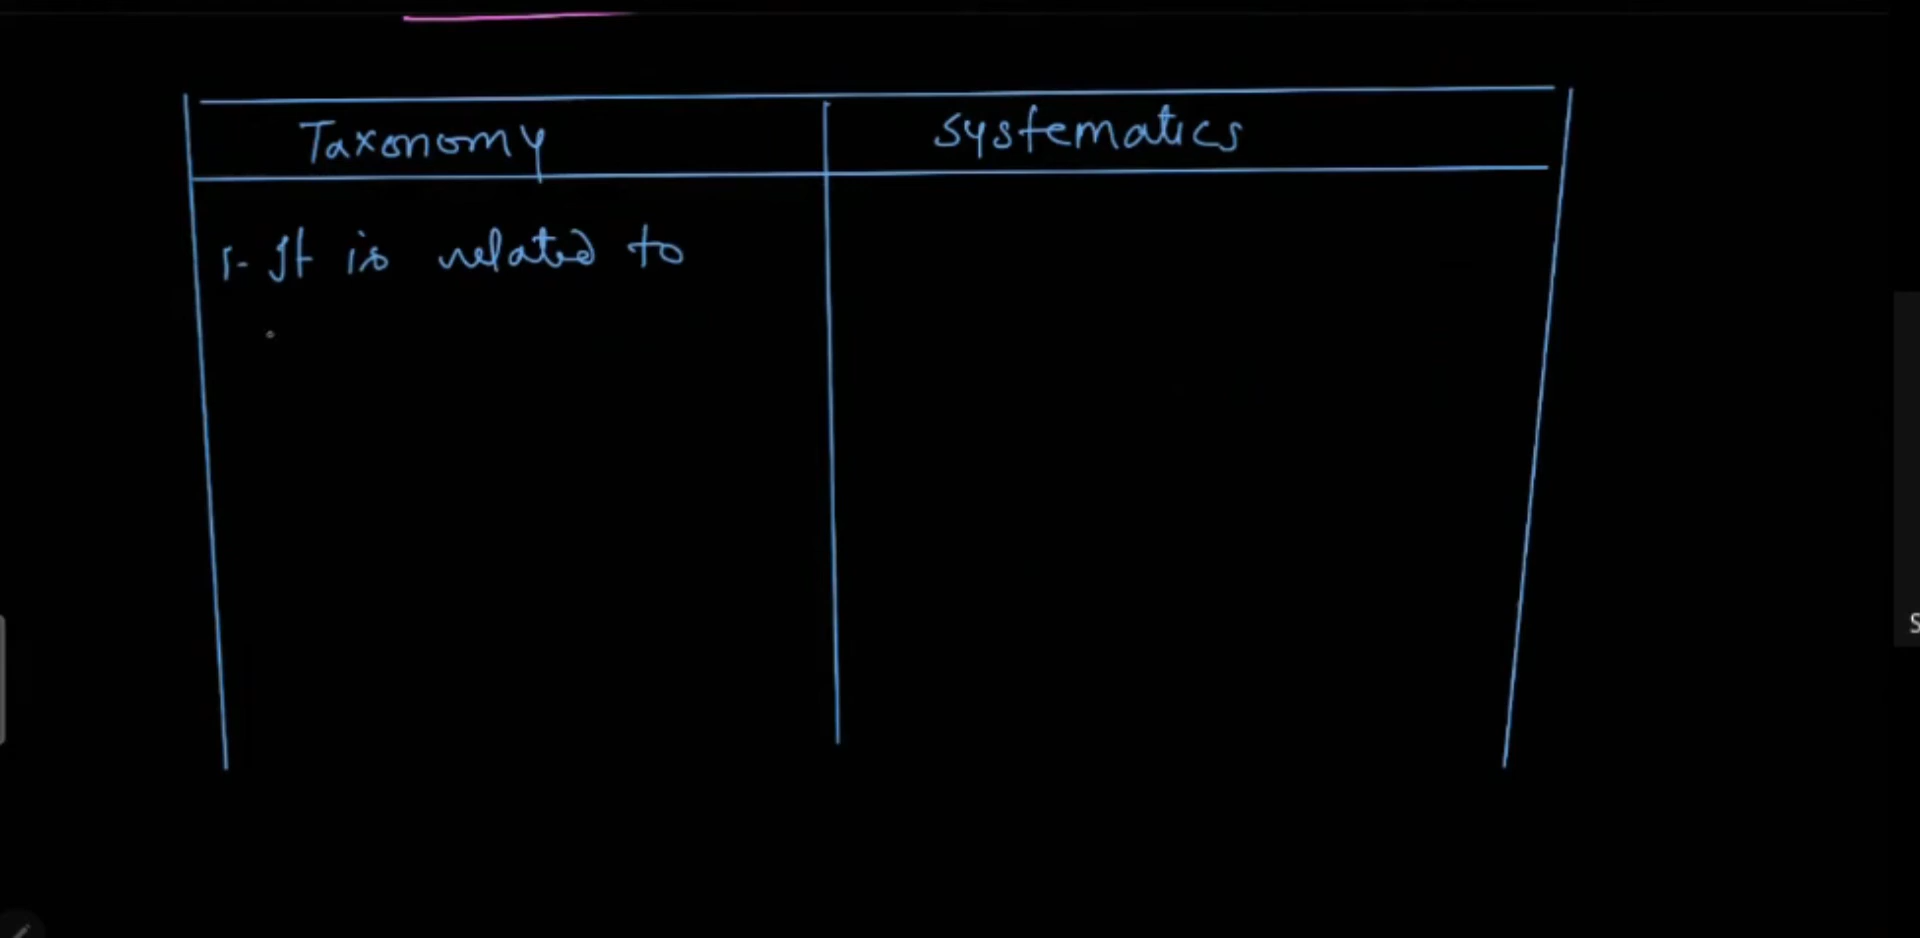 Taxonomy
Systematics
1- It is related to
S